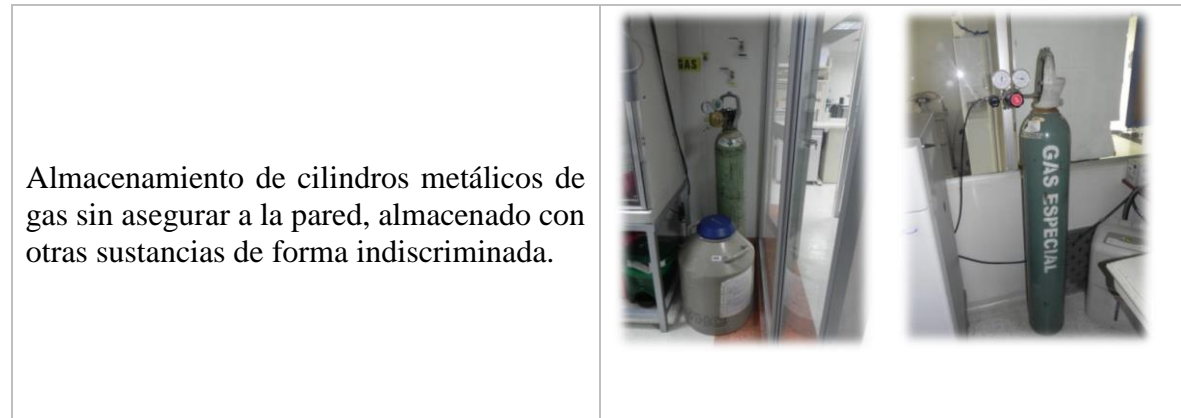 Almacenamiento de cilindros metálicos de
gas sin asegurar a la pared, almacenado con
otras sustancias de forma indiscriminada.
GAS
GAS ESPECIAL